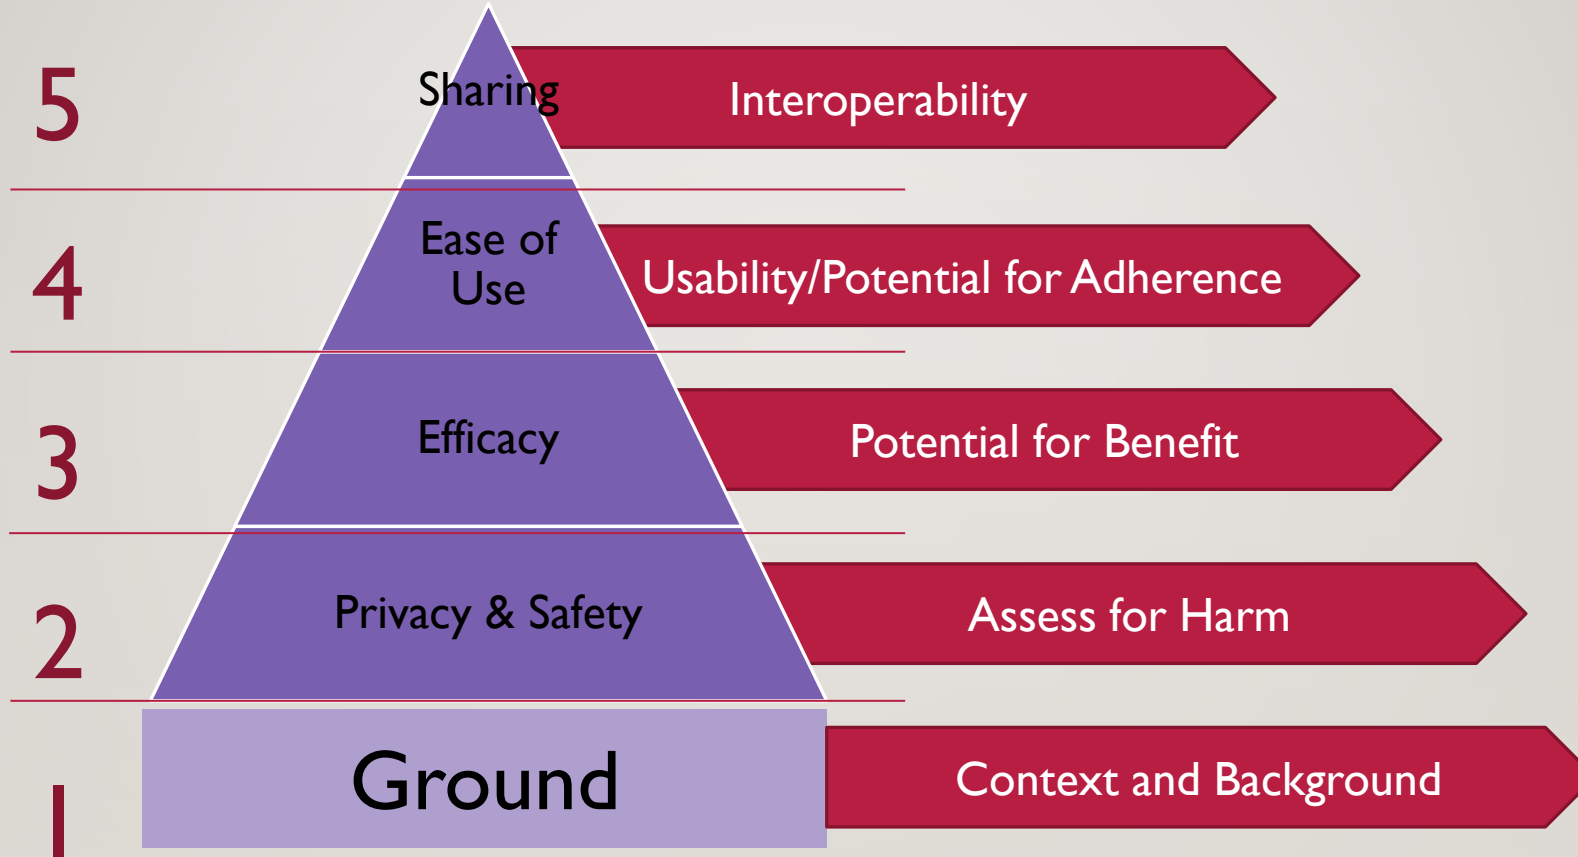 5
Sharing
Interoperability
4
Ease of
Use
Usability/Potential for Adherence
3
Efficacy
Potential for Benefit
2
Privacy & Safety
Assess for Harm
1
Ground
Context and Background